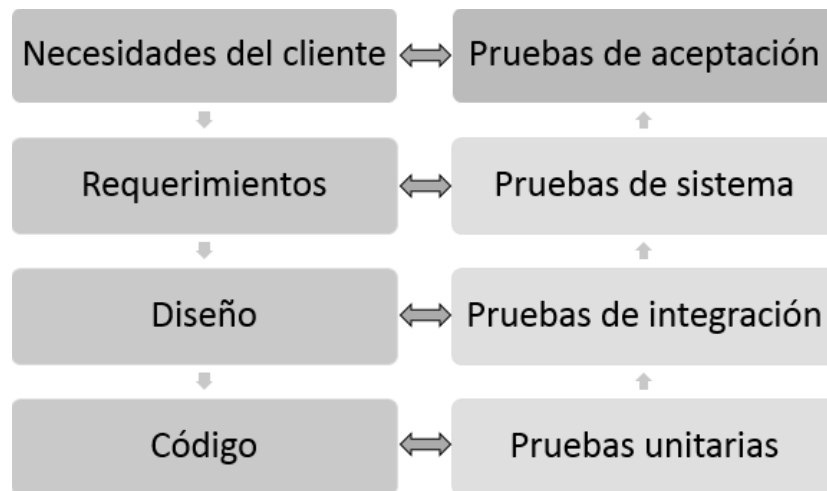 Necesidades del cliente
Pruebas de aceptación
Requerimientos
Pruebas de sistema
Diseño
Pruebas de integración
Código
Pruebas unitarias